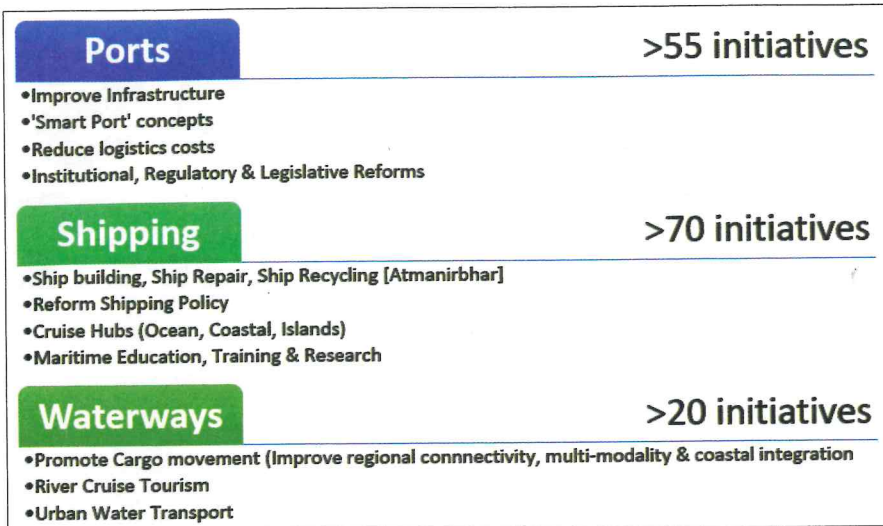 Ports
>55 initiatives
•Improve Infrastructure
•'Smart Port' concepts
•Reduce logistics costs
•Institutional, Regulatory & Legislative Reforms
Shipping
>70 initiatives
•Ship building, Ship Repair, Ship Recycling [Atmanirbhar]
•Reform Shipping Policy
•Cruise Hubs (Ocean, Coastal, Islands)
•Maritime Education, Training & Research
Waterways
>20 initiatives
•Promote Cargo movement (Improve regional connnectivity, multi-modality & coastal integration
•River Cruise Tourism
•Urban Water Transport